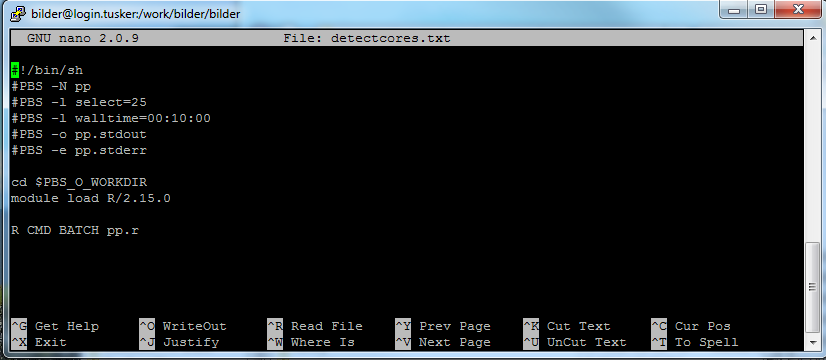 bilder@login.tusker:/work/bilder/bilder
GNU nano 2.0.9 File: detectcores.txt
#!/bin/sh
#PBS -N pp
#PBS -l select=25
#PBS -l walltime=00:10:00
#PBS -o pp.stdout
#PBS -e pp.stderr
cd $PBS_O_WORKDIR
module load R/2.15.0
R CMD BATCH pp.r
^G Get Help ^O WriteOut ^R Read File ^Y Prev Page ^K Cut Text ^C Cur Pos
^X Exit ^J Justify ^W Where Is ^V Next Page ^U UnCut Text ^T To Spell